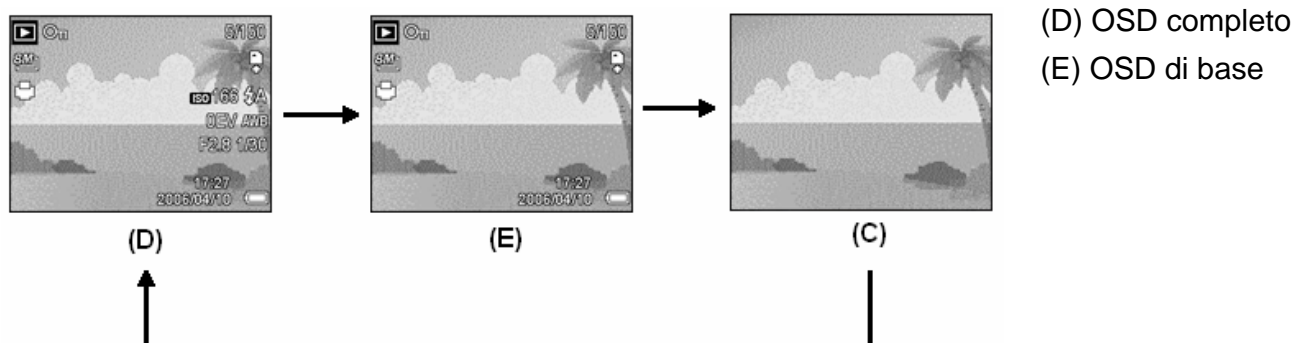 5/150
8M
ISO 166 A
0EV AWB
F2.8 1/30
17:27
2006/04/10
(D)
5/150
8M
17:27
2006/04/10
(E)
(C)
(D) OSD completo
(E) OSD di base